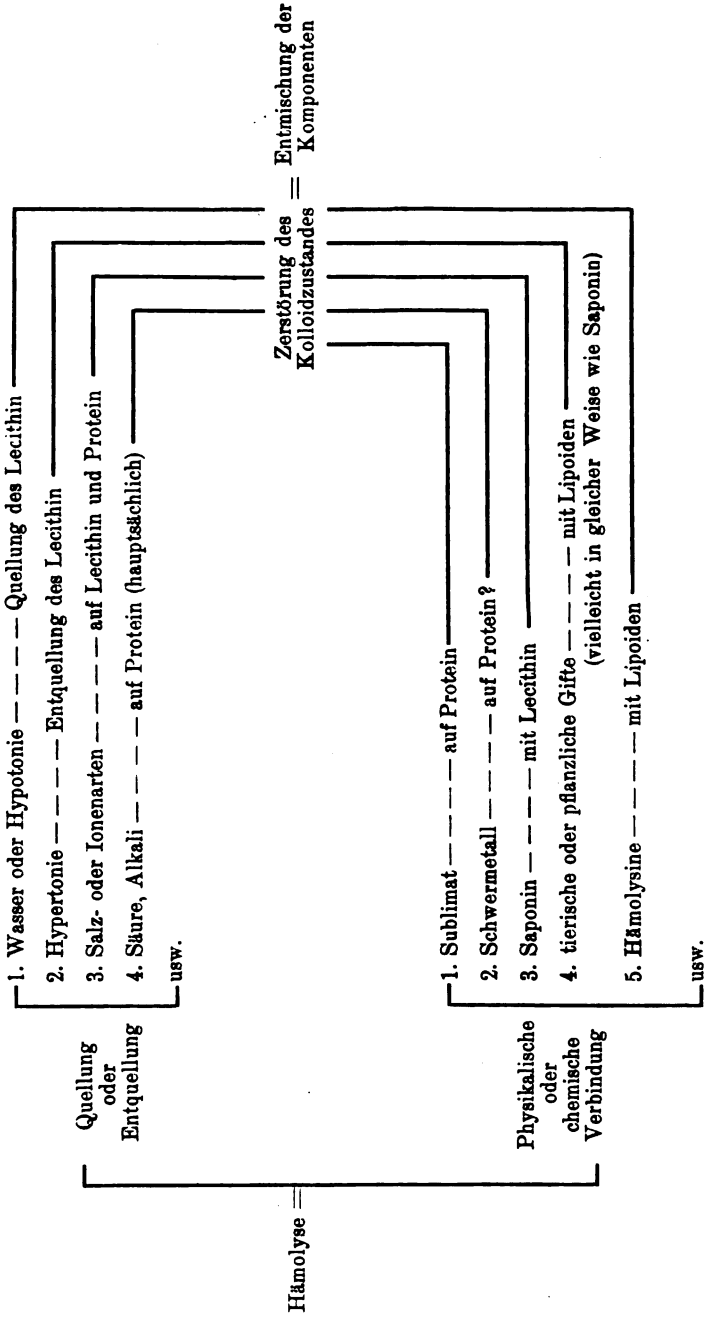 Hämolyse =
Quellung
oder
Entquellung
1. Wasser oder Hypotonie — — — — Quellung des Lecithin
2. Hypertonie — — — — Entquellung des Lecithin
3. Salz- oder Ionenarten — — — — auf Lecithin und Protein
4. Säure, Alkali — — — — auf Protein (hauptsächlich)
usw.
Physikalische
oder
chemische
Verbindung
1. Sublimat — — — — auf Protein
2. Schwermetall — — — — auf Protein?
3. Saponin — — — — mit Lecithin
4. tierische oder pflanzliche Gifte — — — — mit Lipoiden
(vielleicht in gleicher Weise wie Saponin)
5. Hämolysine — — — — mit Lipoiden
usw.
Zerstörung des
Kolloidzustandes
=
Entmischung der
Komponenten